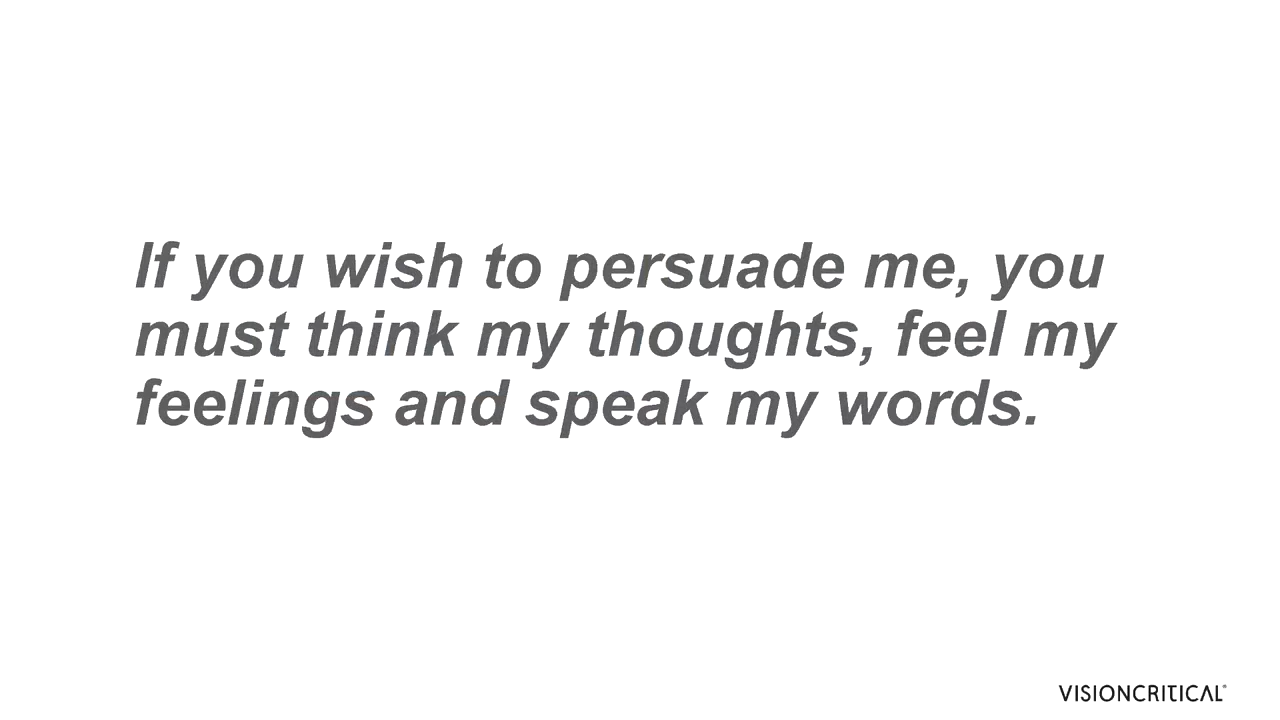 If you wish to persuade me, you
must think my thoughts, feel my
feelings and speak my words.
VISIONCRITICAL®